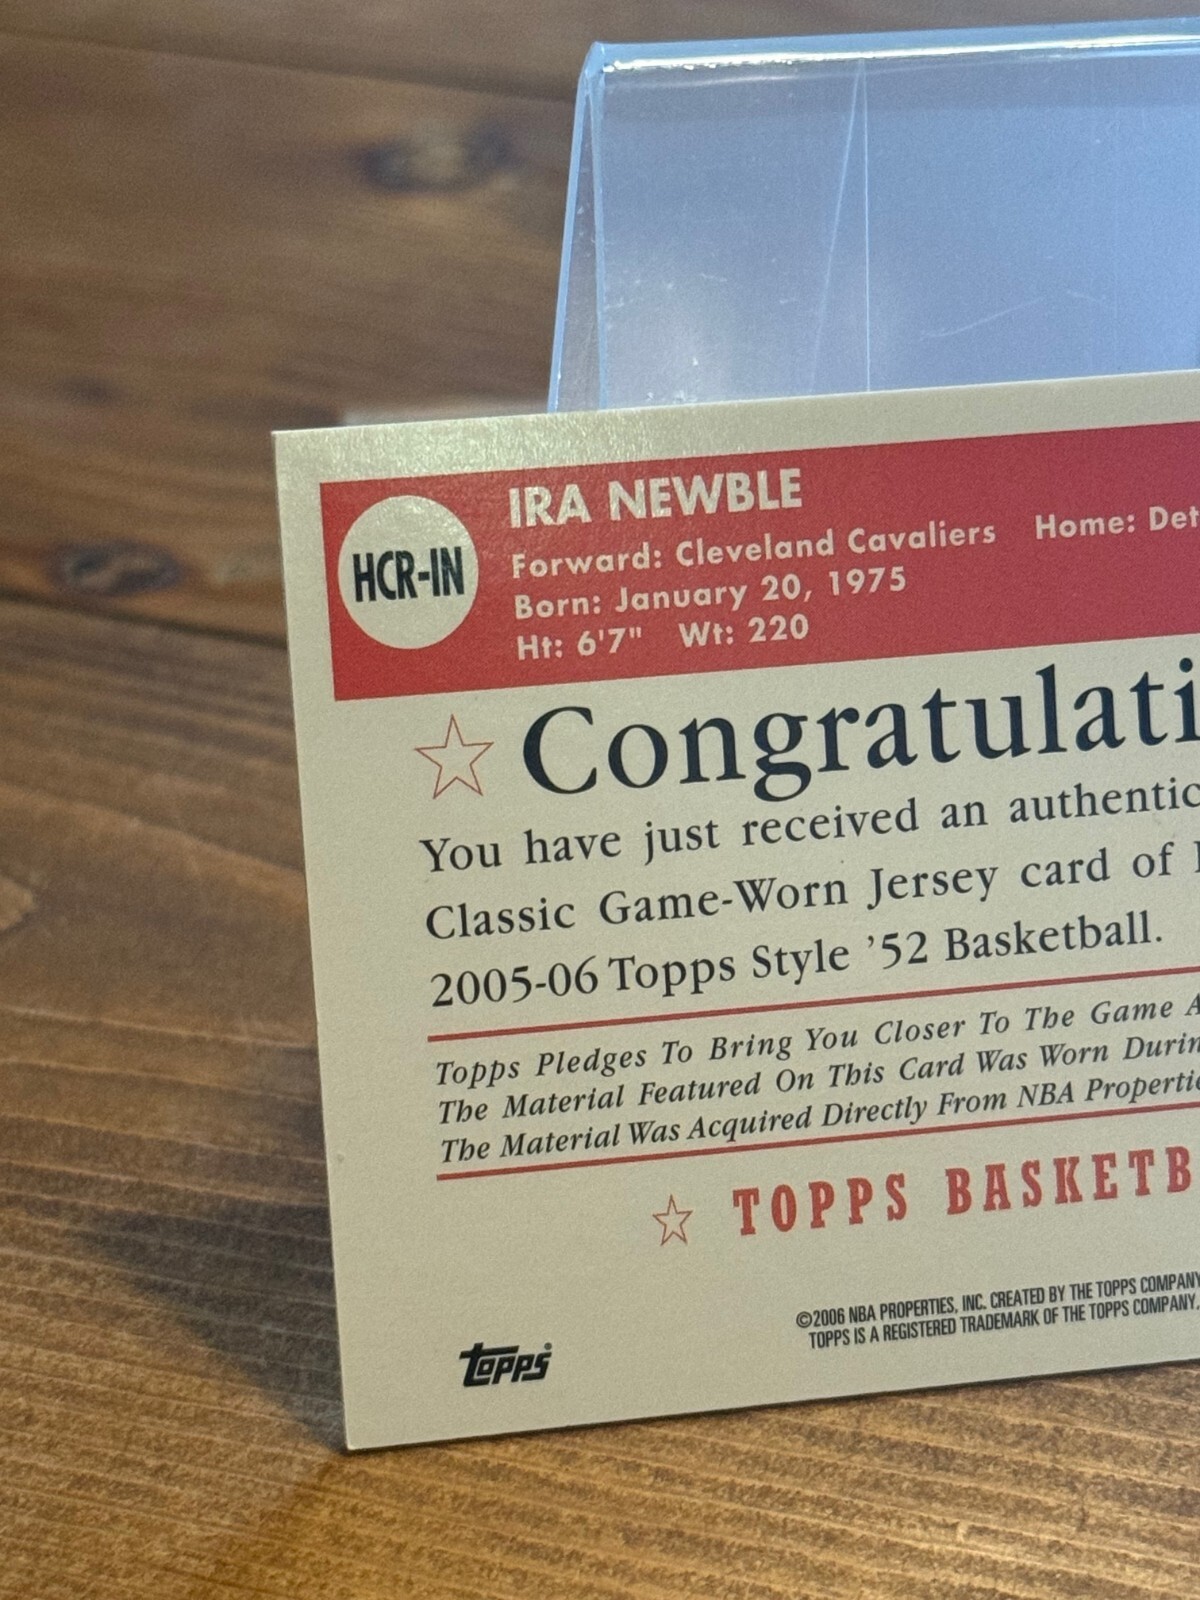 HCR-IN
IRA NEWBLE
Forward: Cleveland Cavaliers Home: Det
Born: January 20, 1975
Ht: 6'7" Wt: 220
Congratulati
You have just received an authentic
Classic Game-Worn Jersey card of
2005-06 Topps Style ’52 Basketball.
Topps Pledges To Bring You Closer To The Game A
The Material Featured On This Card Was Worn Durin
The Material Was Acquired Directly From NBA Properti
TOPPS BASKETB
©2006 NBA PROPERTIES, INC. CREATED BY THE TOPPS COMPANY
TOPPS IS A REGISTERED TRADEMARK OF THE TOPPS COMPANY.
topps